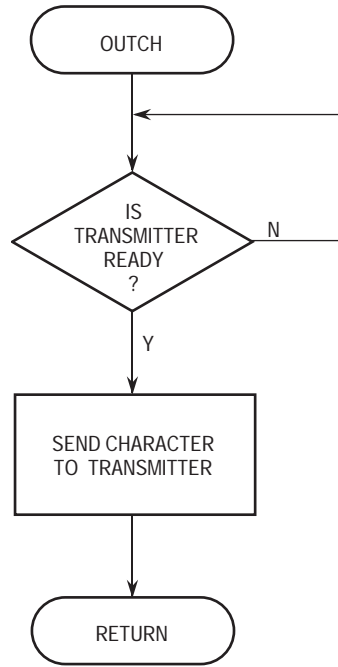 OUTCH
IS
TRANSMITTER
READY
?
N
Y
SEND CHARACTER
TO TRANSMITTER
RETURN